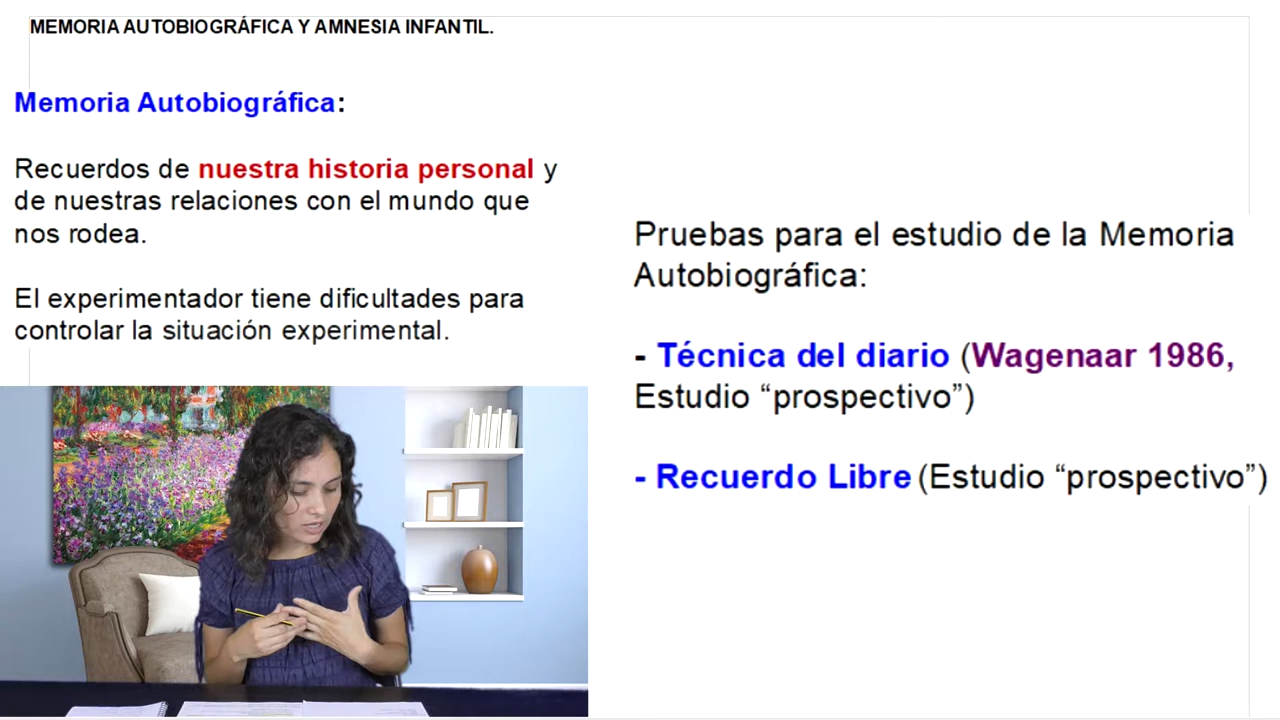 MEMORIA AUTOBIOGRÁFICA Y AMNESIA INFANTIL.
Memoria Autobiográfica:
Recuerdos de nuestra historia personal y
de nuestras relaciones con el mundo que
nos rodea.
El experimentador tiene dificultades para
controlar la situación experimental.
Pruebas para el estudio de la Memoria
Autobiográfica:
- Técnica del diario (Wagenaar 1986,
Estudio “prospectivo”)
- Recuerdo Libre (Estudio “prospectivo”)